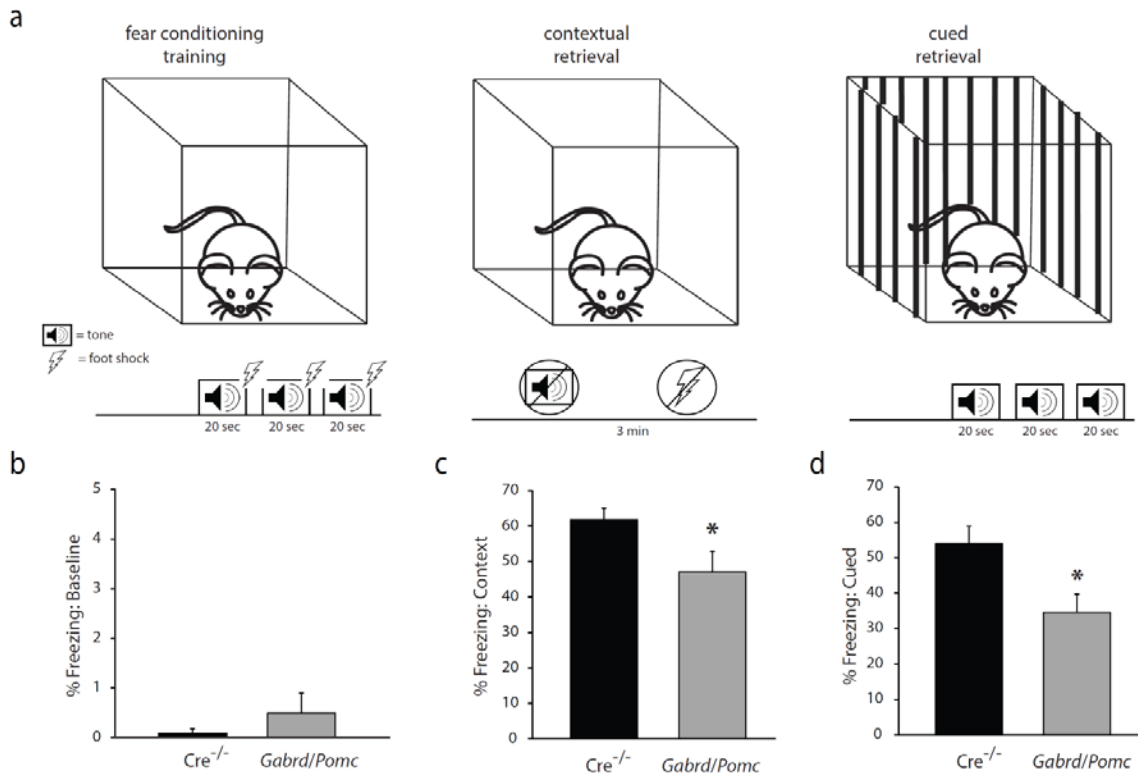 a
fear conditioning
training
contextual
retrieval
cued
retrieval
= tone
= foot shock
20 sec 20 sec 20 sec
3 min
20 sec 20 sec 20 sec
b
% Freezing: Baseline
5
4
3
2
1
0
Cre-/- Gabrd/Pomc
c
% Freezing: Context
70
60
50
40
30
20
10
0
*
Cre-/- Gabrd/Pomc
d
% Freezing: Cued
70
60
50
40
30
20
10
0
*
Cre-/- Gabrd/Pomc